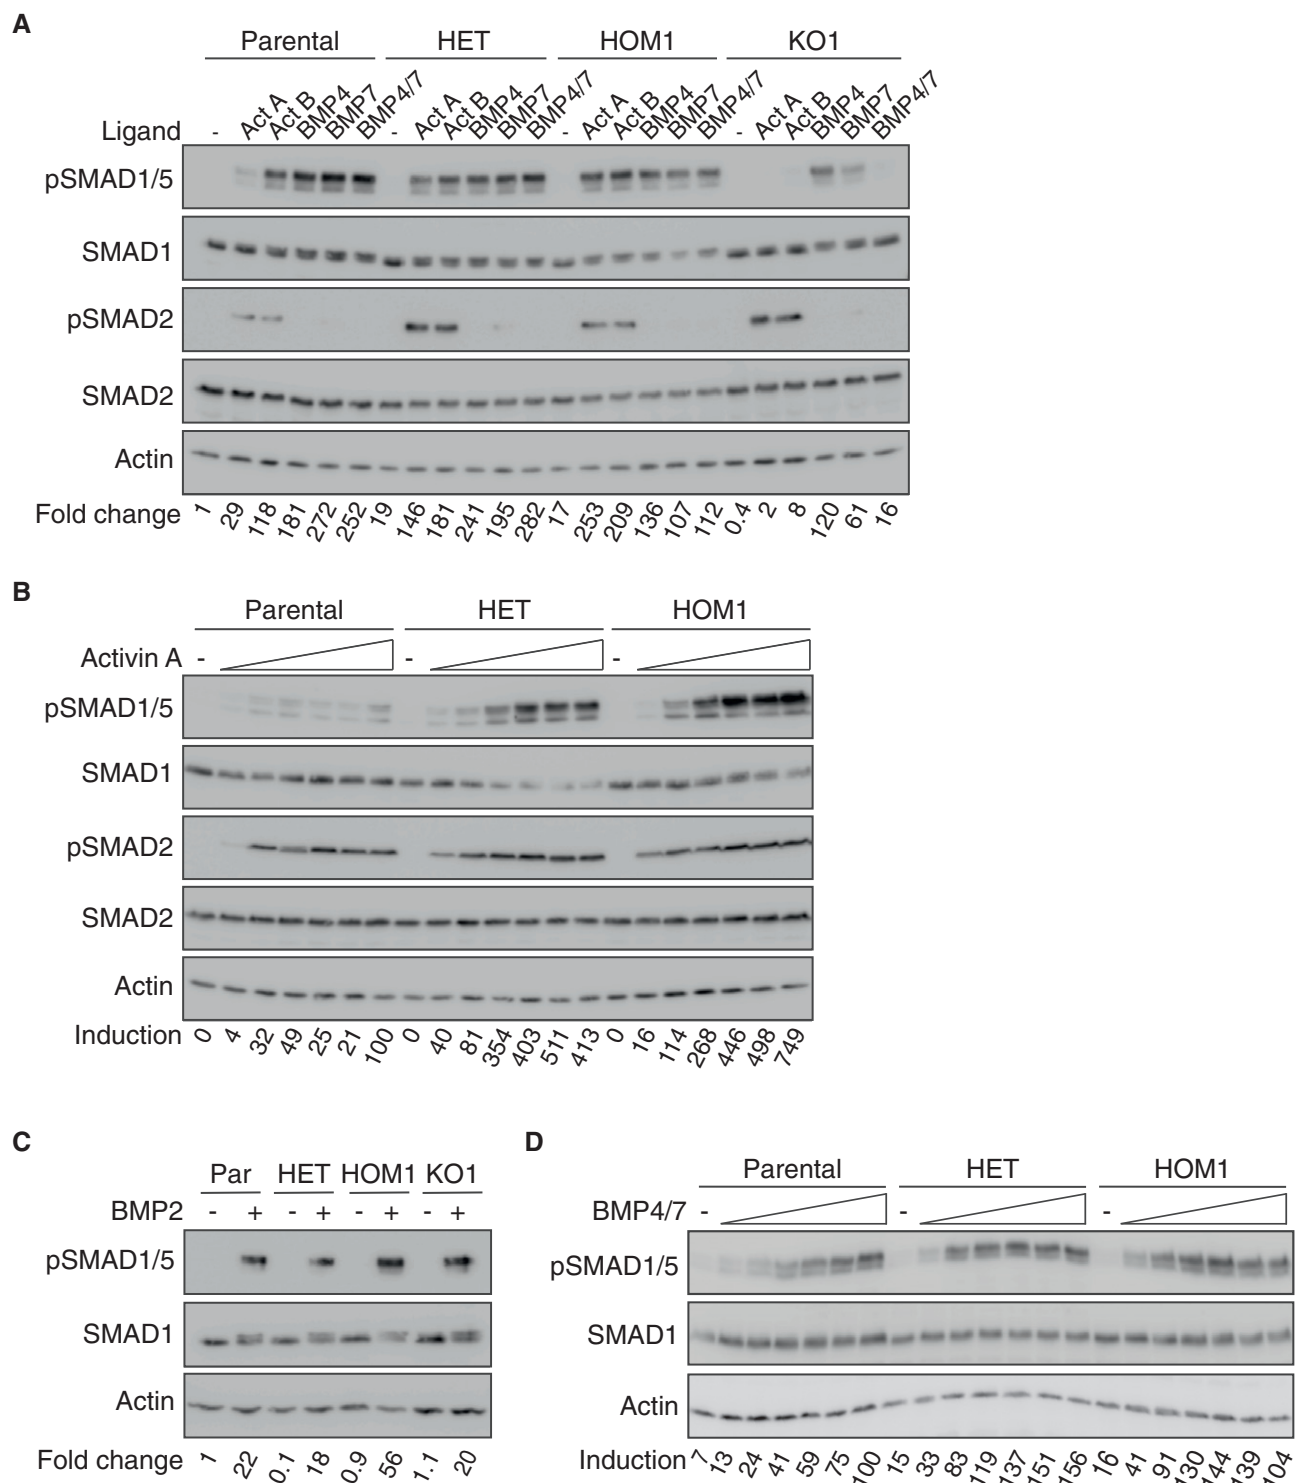 A
Parental HET HOM1 KO1
Ligand - Act A Act B BMP4 BMP7 BMP4/7 - Act A Act B BMP4 BMP7 BMP4/7 - Act A Act B BMP4 BMP7 BMP4/7 - Act A Act B BMP4 BMP7 BMP4/7
pSMAD1/5
SMAD1
pSMAD2
SMAD2
Actin
Fold change 1 29 118 181 272 252 19 146 181 241 195 282 17 253 209 136 107 112 0.4 2 8 120 61 16
B
Parental HET HOM1
Activin A - - -
pSMAD1/5
SMAD1
pSMAD2
SMAD2
Actin
Induction 0 4 32 49 25 21 100 0 40 81 354 403 511 413 0 16 114 268 446 498 749
C
Par HET HOM1 KO1
BMP2 - + - + - + - +
pSMAD1/5
SMAD1
Actin
Fold change 1 22 0.1 18 0.9 56 1.1 20
D
Parental HET HOM1
BMP4/7 - - -
pSMAD1/5
SMAD1
Actin
Induction 7 13 24 41 59 75 100 15 33 83 119 137 151 156 16 41 91 130 144 139 104